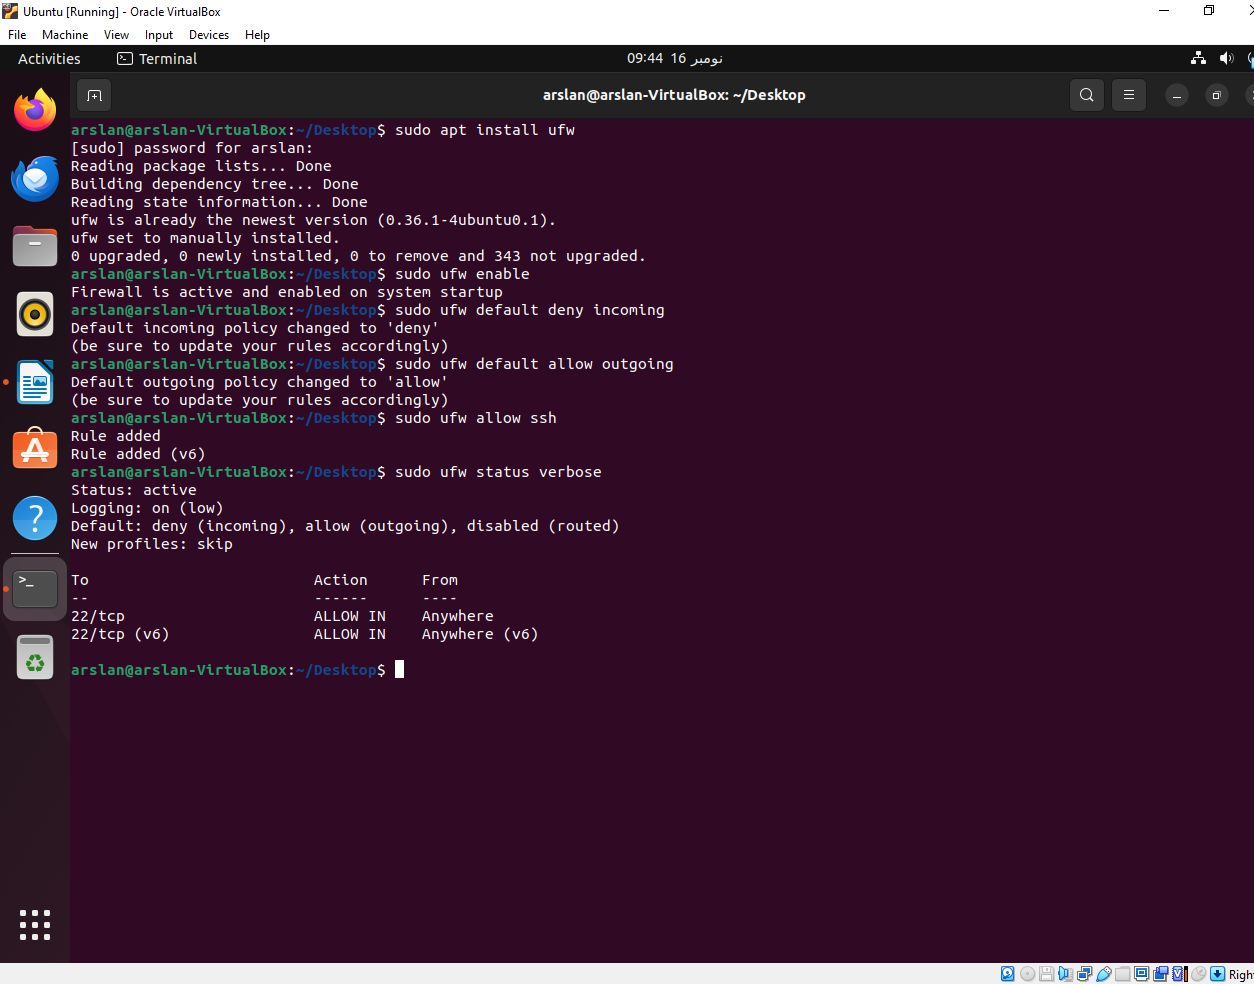 Ubuntu [Running] - Oracle VirtualBox
File Machine View Input Devices Help
Activities Terminal 09:44 16 نومبر
arslan@arslan-VirtualBox: ~/Desktop
arslan@arslan-VirtualBox:~/Desktop$ sudo apt install ufw
[sudo] password for arslan:
Reading package lists... Done
Building dependency tree... Done
Reading state information... Done
ufw is already the newest version (0.36.1-4ubuntu0.1).
ufw set to manually installed.
0 upgraded, 0 newly installed, 0 to remove and 343 not upgraded.
arslan@arslan-VirtualBox:~/Desktop$ sudo ufw enable
Firewall is active and enabled on system startup
arslan@arslan-VirtualBox:~/Desktop$ sudo ufw default deny incoming
Default incoming policy changed to 'deny'
(be sure to update your rules accordingly)
arslan@arslan-VirtualBox:~/Desktop$ sudo ufw default allow outgoing
Default outgoing policy changed to 'allow'
(be sure to update your rules accordingly)
arslan@arslan-VirtualBox:~/Desktop$ sudo ufw allow ssh
Rule added
Rule added (v6)
arslan@arslan-VirtualBox:~/Desktop$ sudo ufw status verbose
Status: active
Logging: on (low)
Default: deny (incoming), allow (outgoing), disabled (routed)
New profiles: skip
To Action From
-- ------ ----
22/tcp ALLOW IN Anywhere
22/tcp (v6) ALLOW IN Anywhere (v6)
arslan@arslan-VirtualBox:~/Desktop$
Right